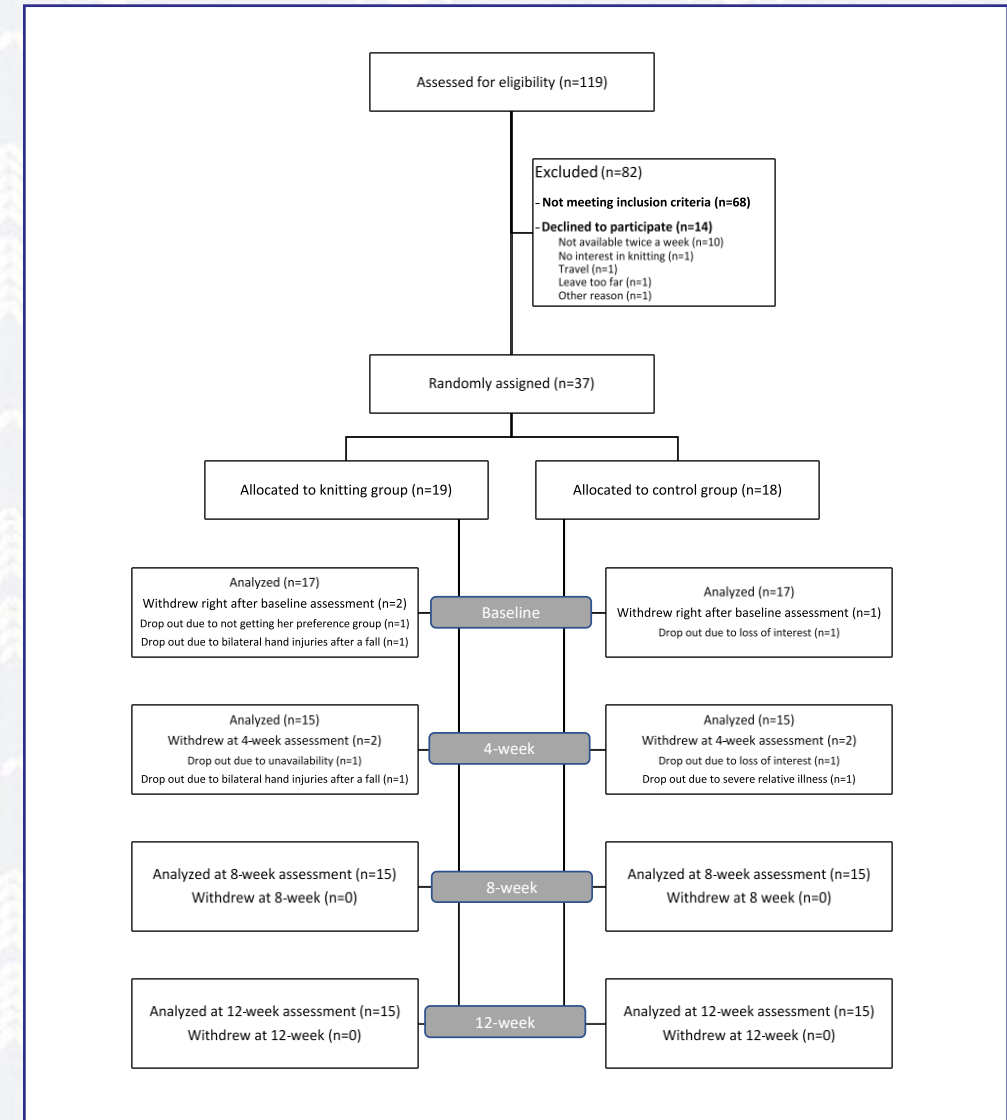 Assessed for eligibility (n=119)
Excluded (n=82)
- Not meeting inclusion criteria (n=68)
- Declined to participate (n=14)
Not available twice a week (n=10)
No interest in knitting (n=1)
Travel (n=1)
Leave too far (n=1)
Other reason (n=1)
Randomly assigned (n=37)
Allocated to knitting group (n=19)
Allocated to control group (n=18)
Analyzed (n=17)
Withdrew right after baseline assessment (n=2)
Drop out due to not getting her preference group (n=1)
Drop out due to bilateral hand injuries after a fall (n=1)
Baseline
Analyzed (n=17)
Withdrew right after baseline assessment (n=1)
Drop out due to loss of interest (n=1)
Analyzed (n=15)
Withdrew at 4-week assessment (n=2)
Drop out due to unavailability (n=1)
Drop out due to bilateral hand injuries after a fall (n=1)
4-week
Analyzed (n=15)
Withdrew at 4-week assessment (n=2)
Drop out due to loss of interest (n=1)
Drop out due to severe relative illness (n=1)
Analyzed at 8-week assessment (n=15)
Withdrew at 8-week (n=0)
8-week
Analyzed at 8-week assessment (n=15)
Withdrew at 8 week (n=0)
Analyzed at 12-week assessment (n=15)
Withdrew at 12-week (n=0)
12-week
Analyzed at 12-week assessment (n=15)
Withdrew at 12-week (n=0)